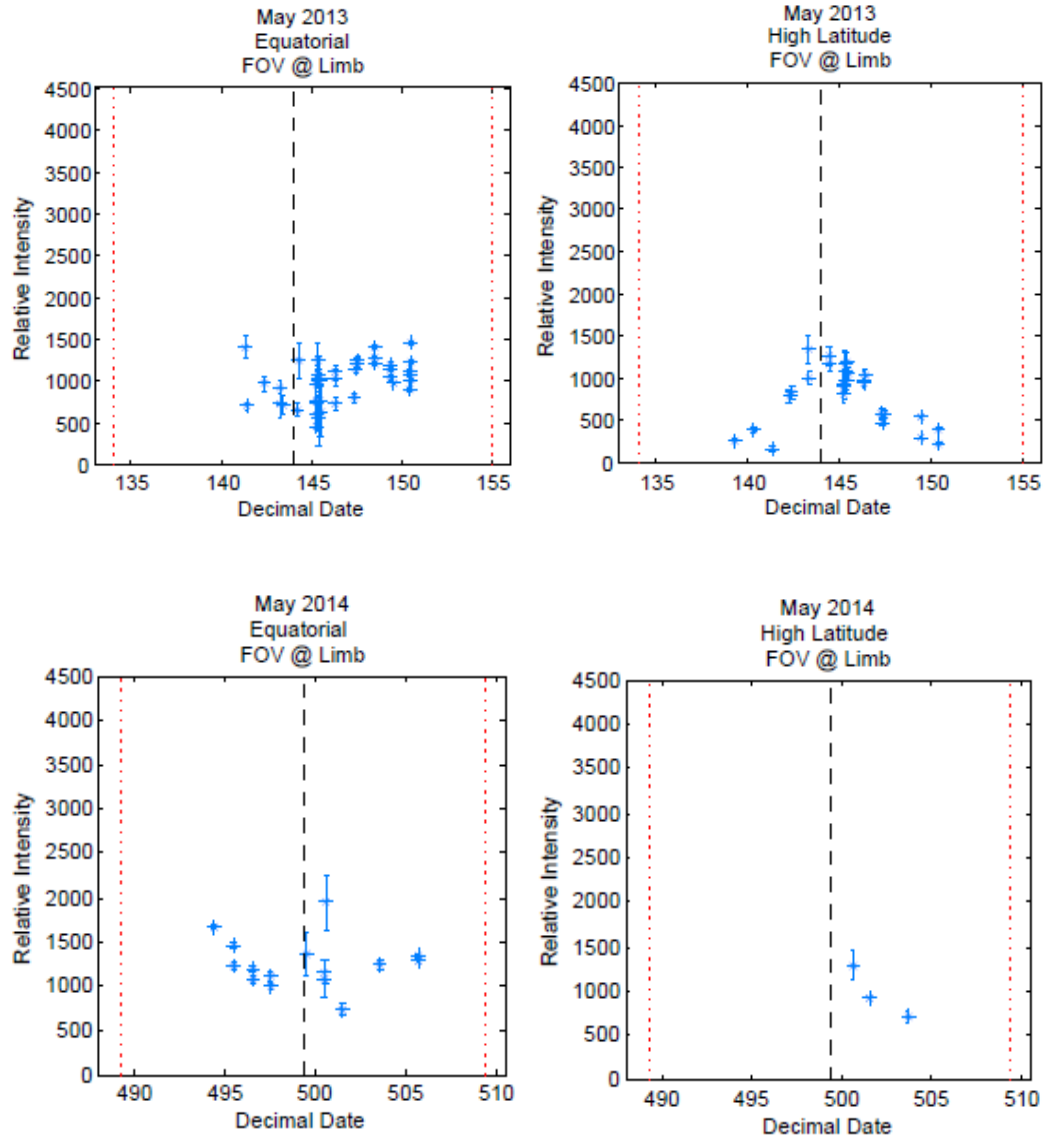 May 2013
Equatorial
FOV @ Limb
4500
4000
3500
3000
2500
2000
1500
1000
500
0
Relative Intensity
135 140 145 150 155
Decimal Date
May 2013
High Latitude
FOV @ Limb
4500
4000
3500
3000
2500
2000
1500
1000
500
0
Relative Intensity
135 140 145 150 155
Decimal Date
May 2014
Equatorial
FOV @ Limb
4500
4000
3500
3000
2500
2000
1500
1000
500
0
Relative Intensity
490 495 500 505 510
Decimal Date
May 2014
High Latitude
FOV @ Limb
4500
4000
3500
3000
2500
2000
1500
1000
500
0
Relative Intensity
490 495 500 505 510
Decimal Date